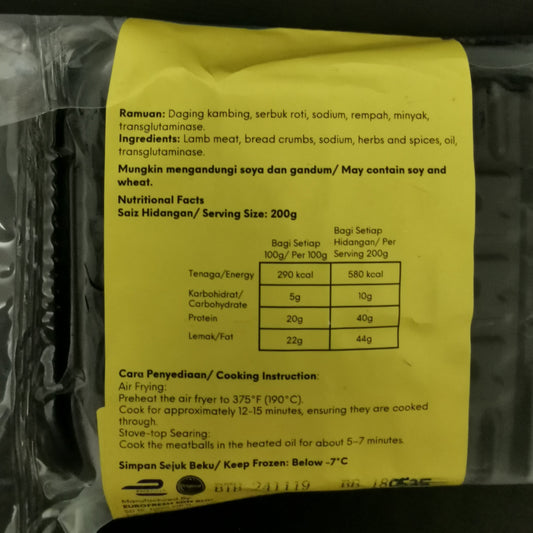 Ramuan: Daging kambing, serbuk roti, sodium, rempah, minyak,
transglutaminase.
Ingredients: Lamb meat, bread crumbs, sodium, herbs and spices, oil,
transglutaminase.
Mungkin mengandungi soya dan gandum/ May contain soy and
wheat.
Nutritional Facts
Saiz Hidangan/ Serving Size: 200g
Bagi Setiap
100g/ Per 100g
Bagi Setiap
Hidangan/ Per
Serving 200g
Tenaga/Energy 290 kcal 580 kcal
Karbohidrat/
Carbohydrate 5g 10g
Protein 20g 40g
Lemak/Fat 22g 44g
Cara Penyediaan/ Cooking Instruction:
Air Frying:
Preheat the air fryer to 375°F (190°C).
Cook for approximately 12-15 minutes, ensuring they are cooked
through.
Stove-top Searing:
Cook the meatballs in the heated oil for about 5-7 minutes.
Simpan Sejuk Beku/ Keep Frozen: Below -7°C
BTH 241119
Manufactured By: